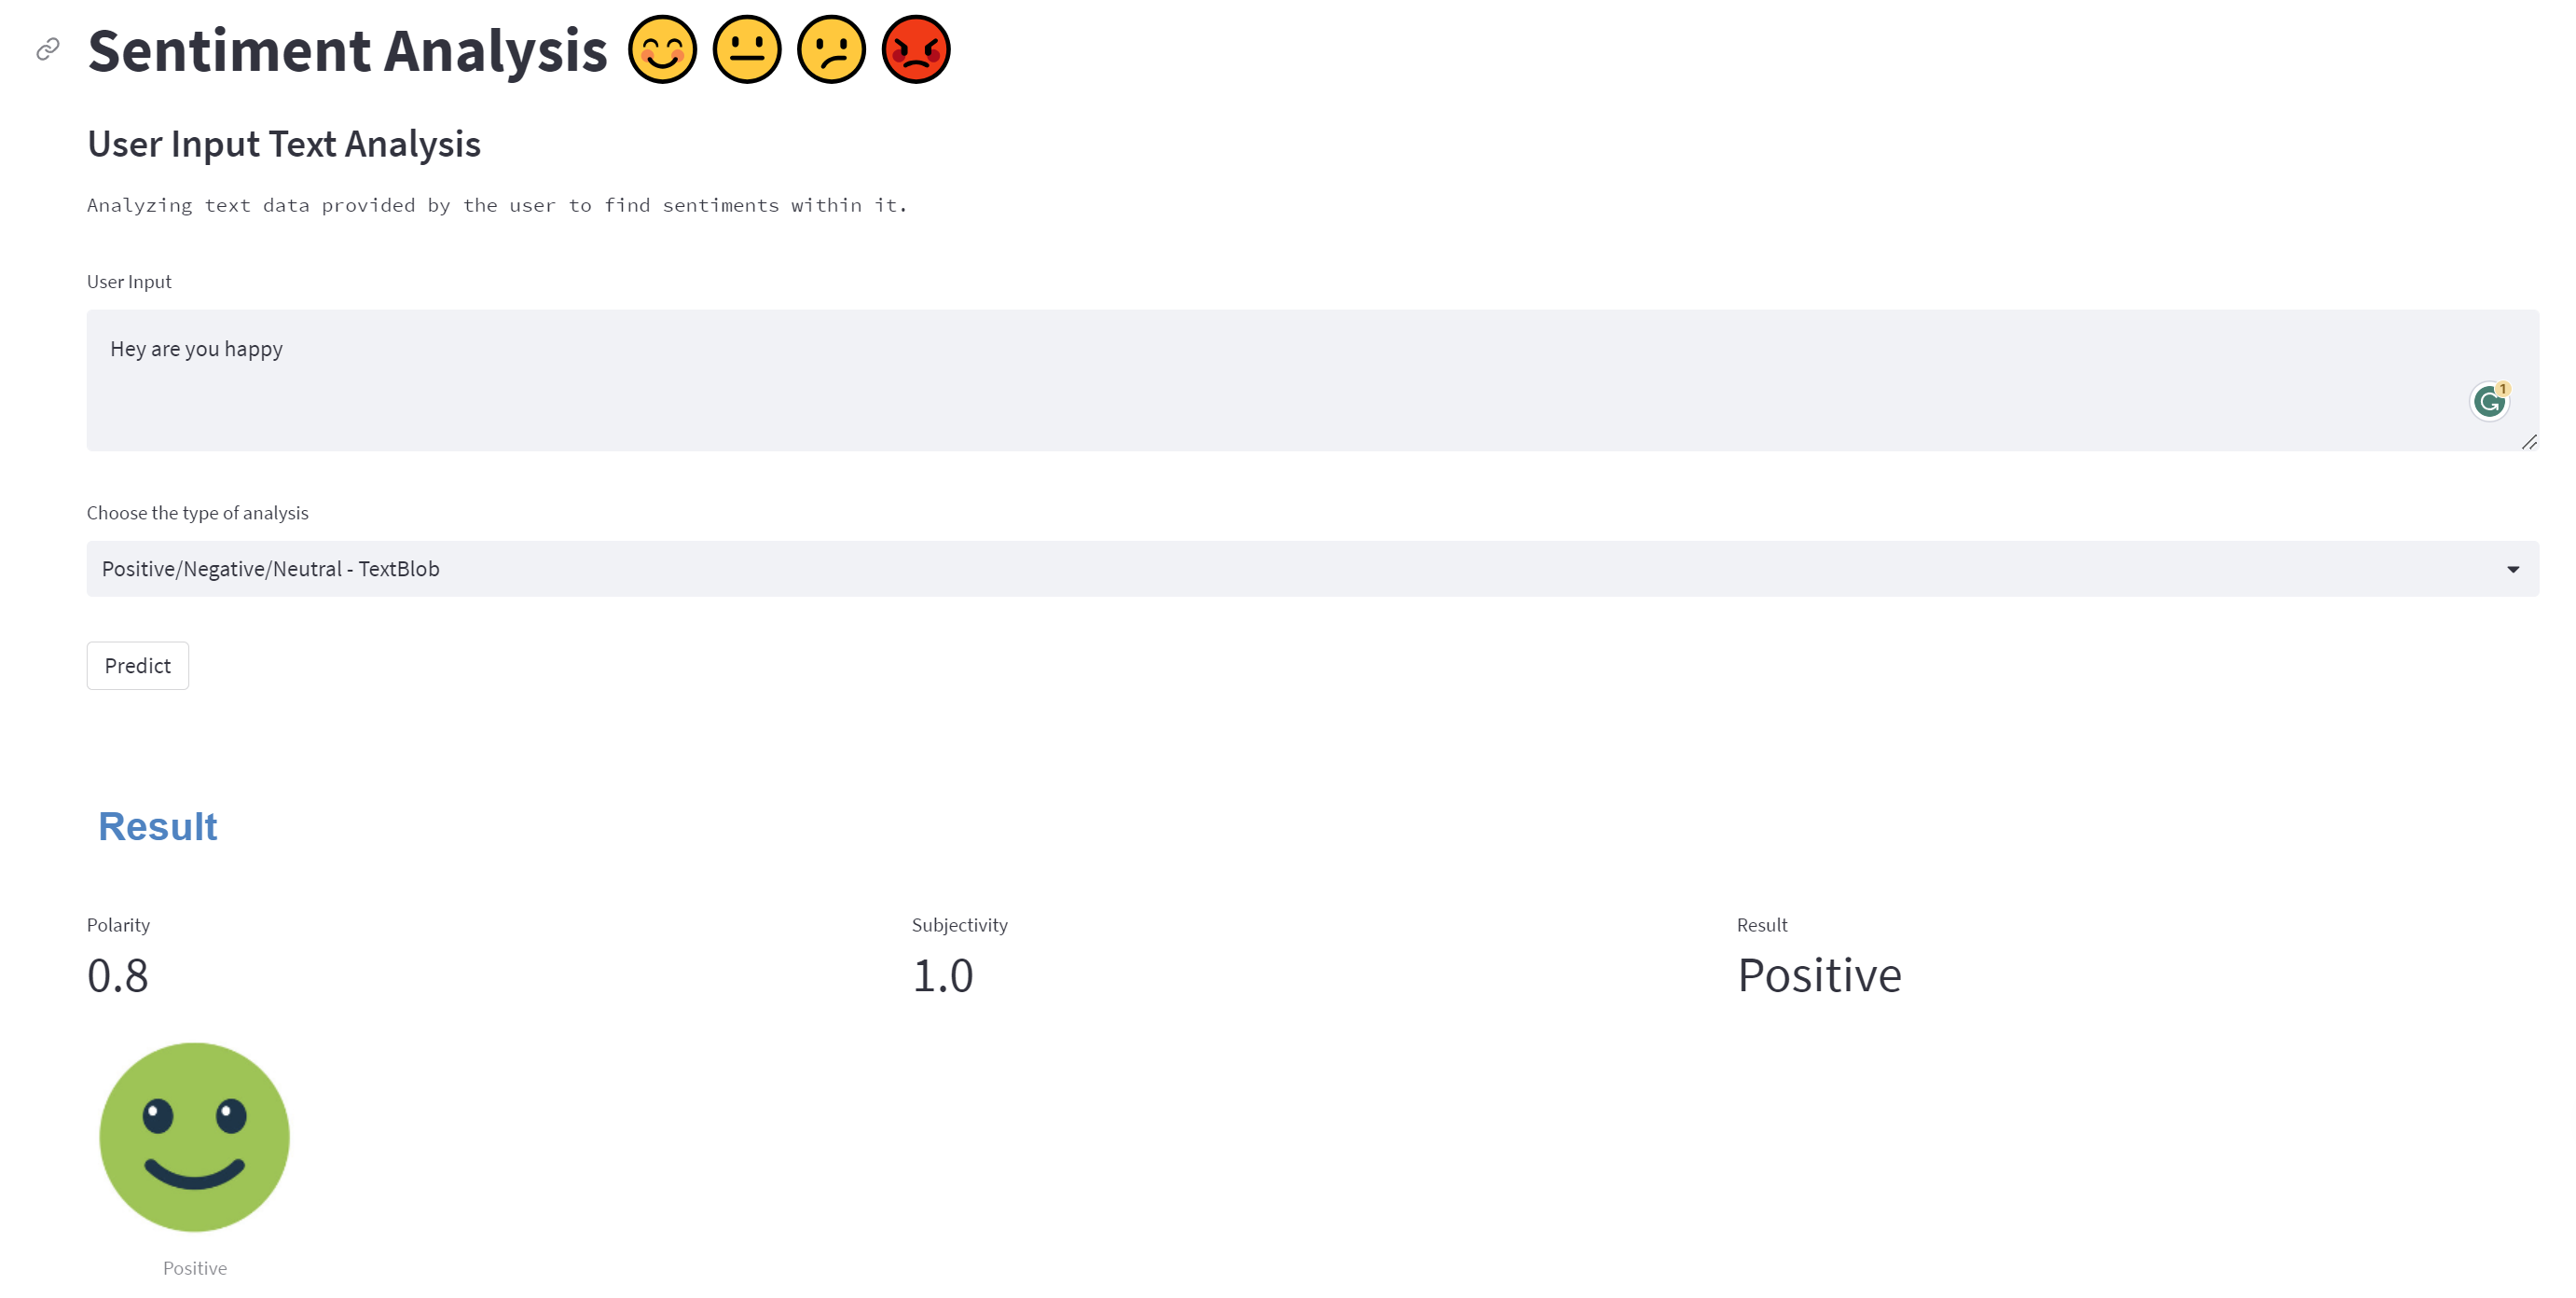 Sentiment Analysis
User Input Text Analysis
Analyzing text data provided by the user to find sentiments within it.
User Input
Hey are you happy
1
Choose the type of analysis
Positive/Negative/Neutral - TextBlob
Predict
Result
Polarity Subjectivity Result
0.8 1.0 Positive
Positive